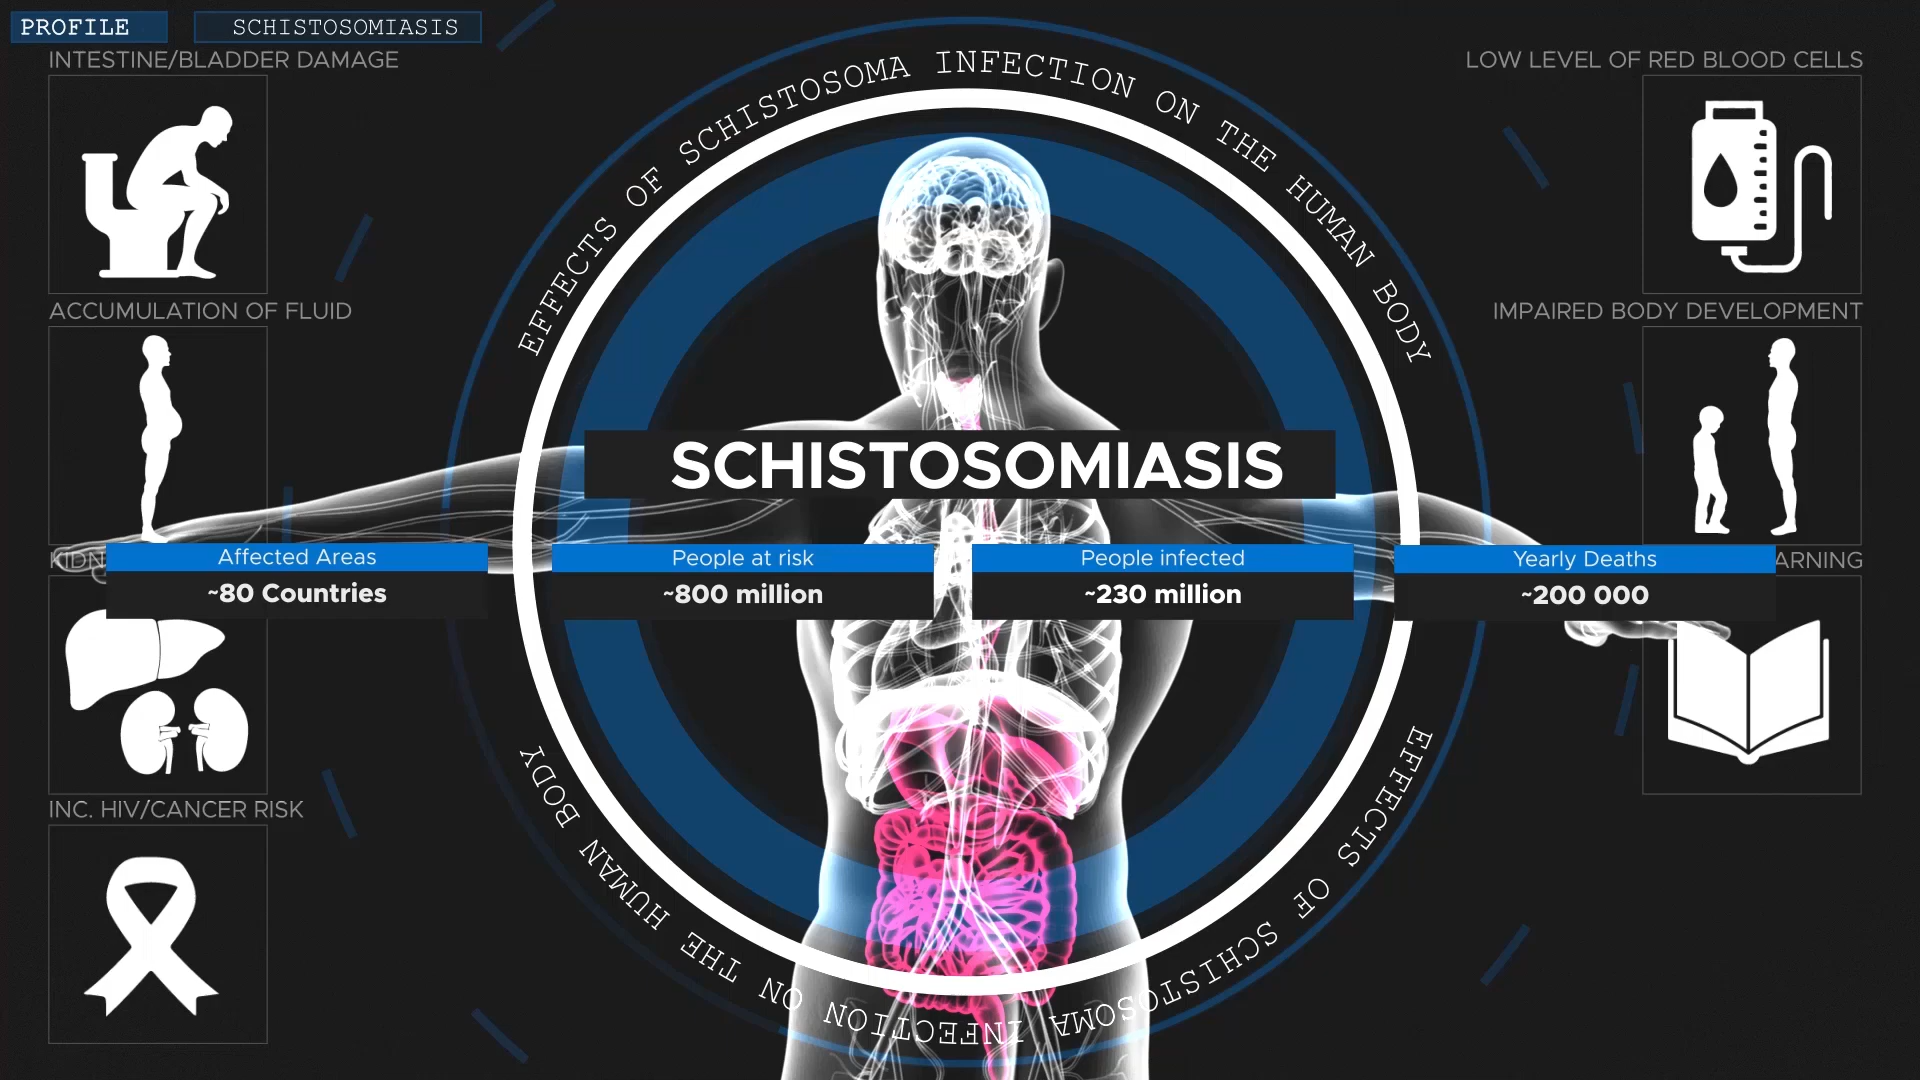 PROFILE
SCHISTOSOMIASIS
INTESTINE/BLADDER DAMAGE
LOW LEVEL OF RED BLOOD CELLS
EFFECTS OF SCHISTOSOMA INFECTION ON THE HUMAN BODY
ACCUMULATION OF FLUID
IMPAIRED BODY DEVELOPMENT
SCHISTOSOMIASIS
Affected Areas
~80 Countries
People at risk
~800 million
People infected
~230 million
Yearly Deaths
~200 000
INC. HIV/CANCER RISK
EFFECTS OF SCHISTOSOMA INFECTION ON THE HUMAN BODY